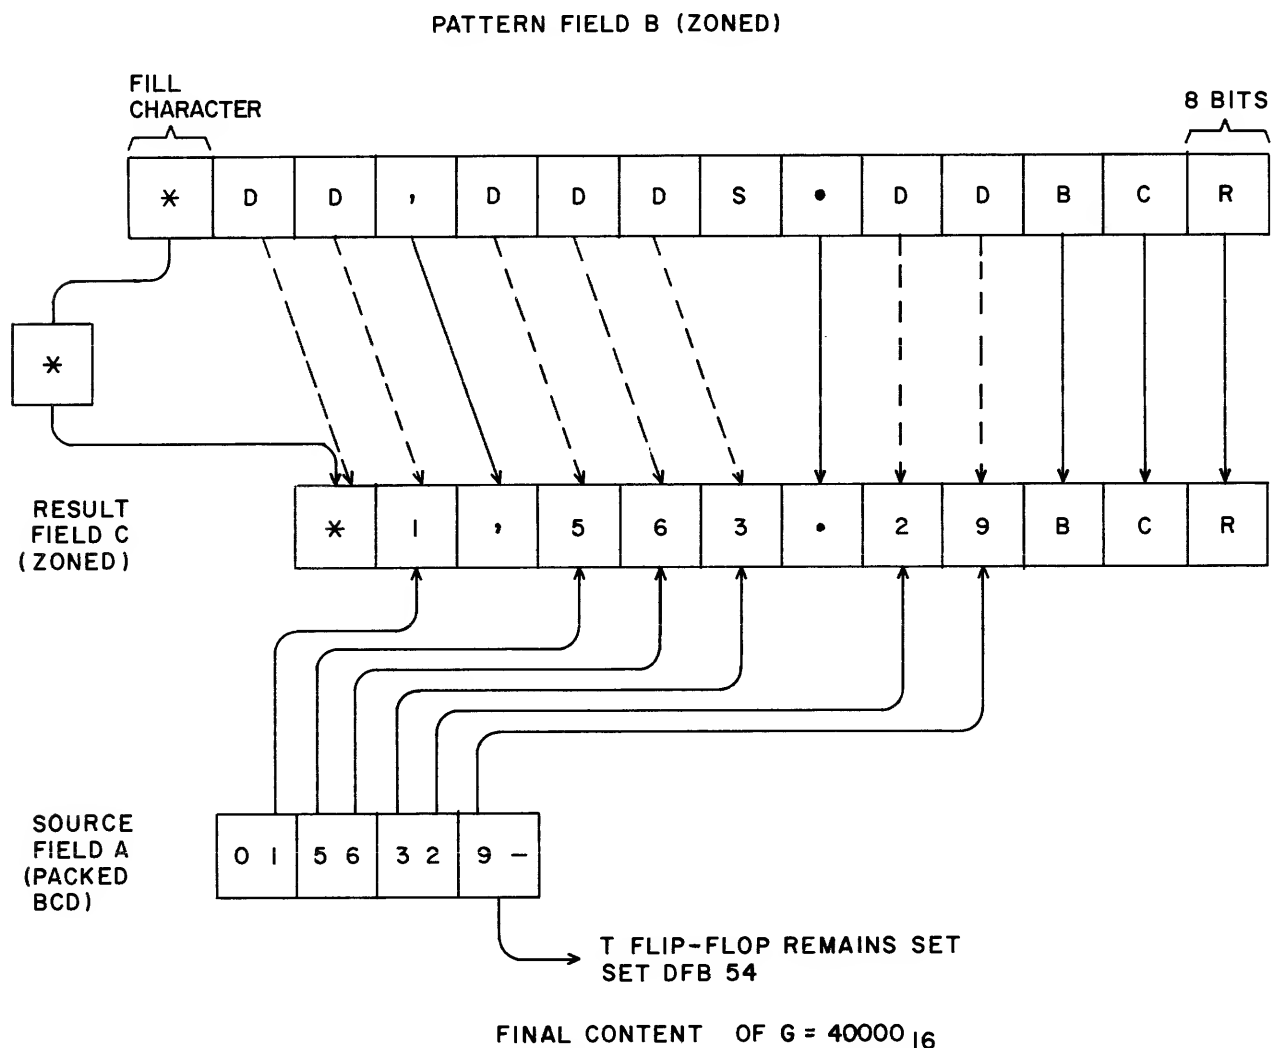 PATTERN FIELD B (ZONED)
FILL
CHARACTER
8 BITS
* D D , D D D S • D D B C R
*
RESULT
FIELD C
(ZONED)
* 1 , 5 6 3 • 2 9 B C R
SOURCE
FIELD A
(PACKED
BCD)
0 1 5 6 3 2 9 –
T FLIP-FLOP REMAINS SET
SET DFB 54
FINAL CONTENT OF G = 40000 16